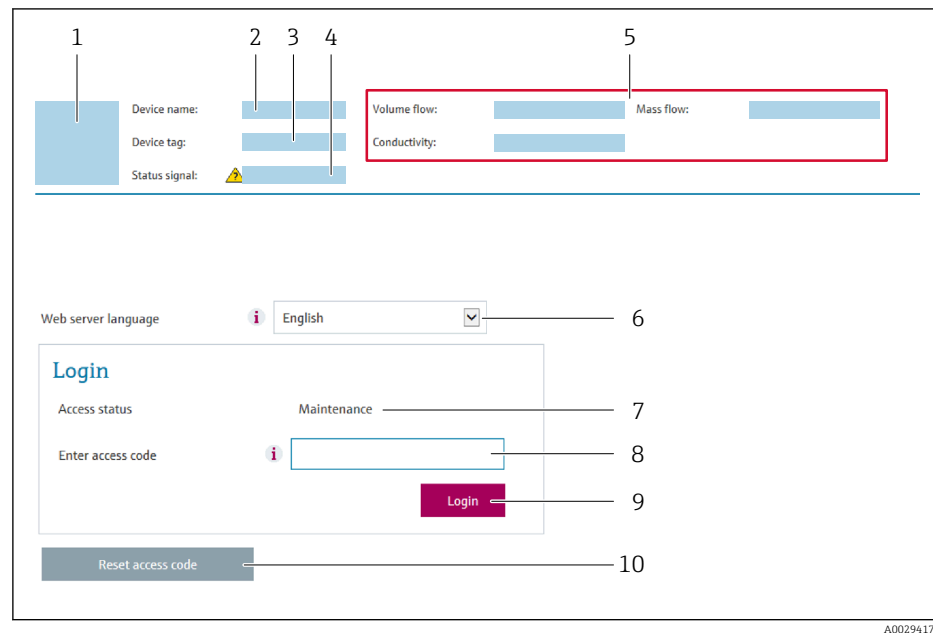 1 2 3 4 5
Device name: Volume flow: Mass flow:
Device tag: Conductivity:
Status signal: ?
Web server language i English 6
Login
Access status Maintenance 7
Enter access code i 8
Login 9
Reset access code 10
A0029417